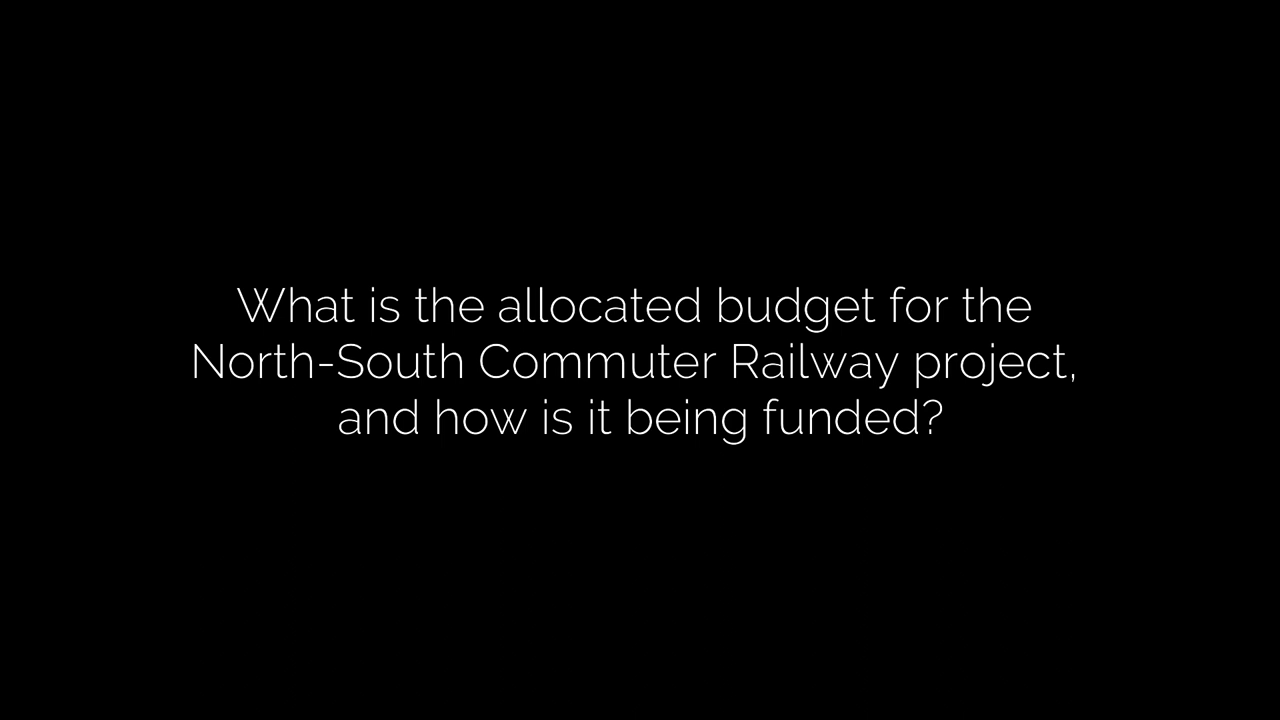 What is the allocated budget for the
North-South Commuter Railway project,
and how is it being funded?